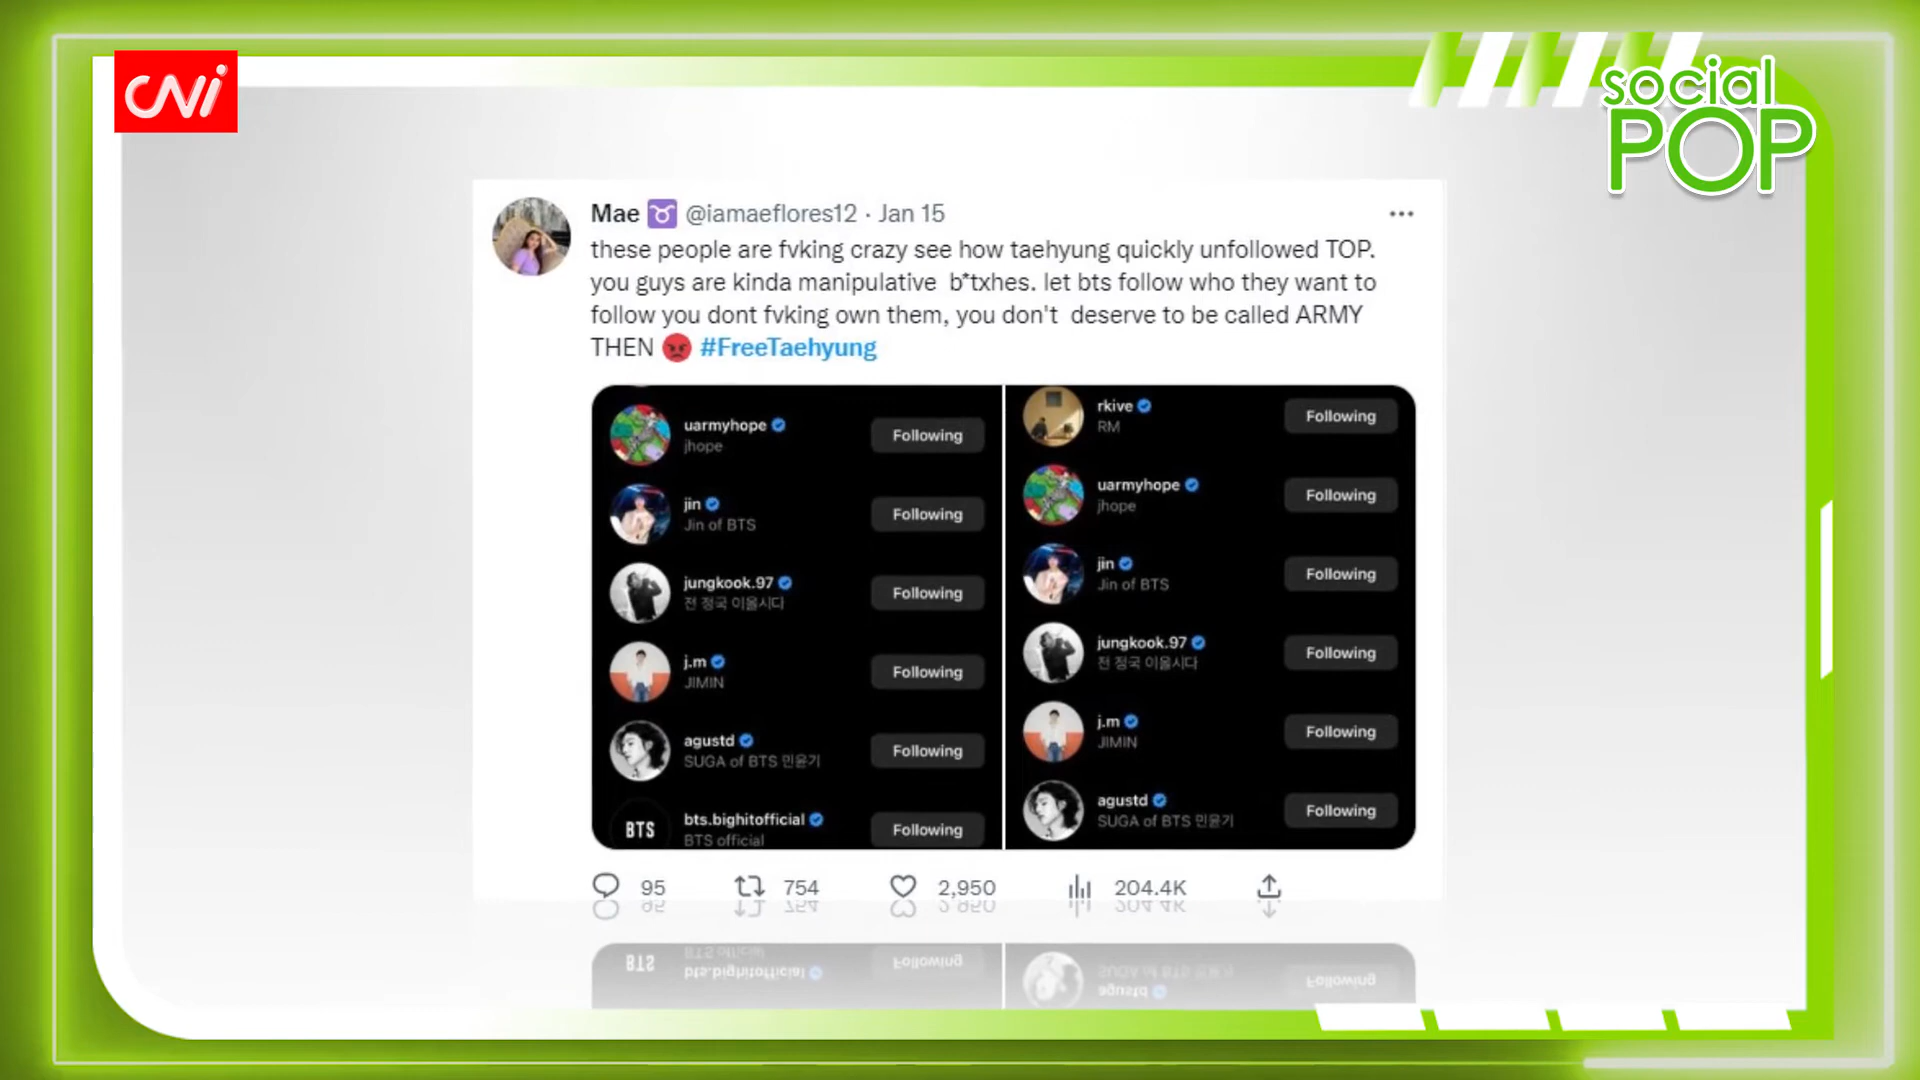 CNi
social
POP
Mae ♉ @iamaeflores12 · Jan 15
these people are fvking crazy see how taehyung quickly unfollowed TOP.
you guys are kinda manipulative b*txhes. let bts follow who they want to
follow you dont fvking own them, you don't deserve to be called ARMY
THEN 😡 #FreeTaehyung
uarmyhope
jhope
Following
jin
Jin of BTS
Following
jungkook.97
전 정국 이올시다
Following
j.m
JIMIN
Following
agustd
SUGA of BTS 민윤기
Following
BTS
bts.bighitofficial
BTS official
Following
rkive
RM
Following
uarmyhope
jhope
Following
jin
Jin of BTS
Following
jungkook.97
전 정국 이올시다
Following
j.m
JIMIN
Following
agustd
SUGA of BTS 민윤기
Following
95 754 2,950 204.4K